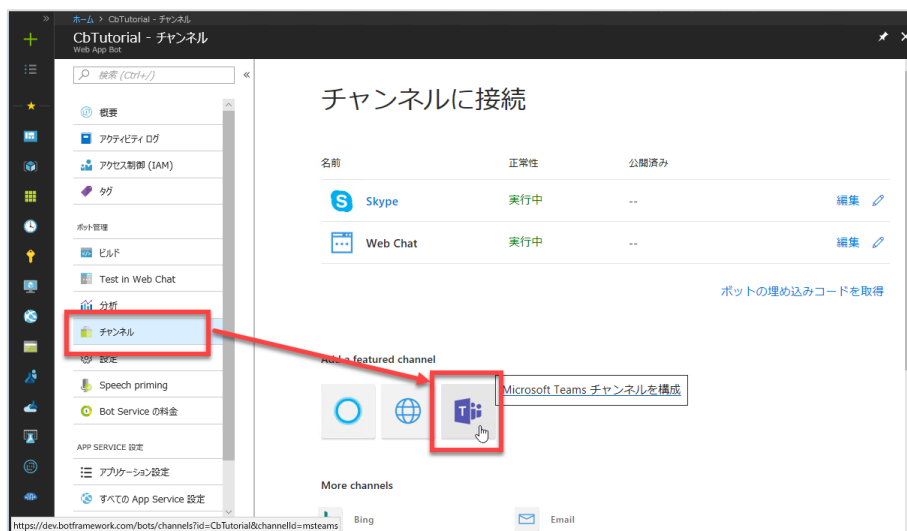 ホーム > CbTutorial - チャンネル
CbTutorial - チャンネル
Web App Bot
検索 (Ctrl+/)
概要
アクティビティ ログ
アクセス制御 (IAM)
タグ
ボット管理
ビルド
Test in Web Chat
分析
チャンネル
設定
Speech priming
Bot Service の料金
APP SERVICE 設定
アプリケーション設定
すべての App Service 設定
https://dev.botframework.com/bots/channels?id=CbTutorial&channelId=msteams
チャンネルに接続
名前 正常性 公開済み
Skype 実行中 -- 編集
Web Chat 実行中 -- 編集
ボットの埋め込みコードを取得
Add a featured channel
Microsoft Teams チャンネルを構成
More channels
Bing Email